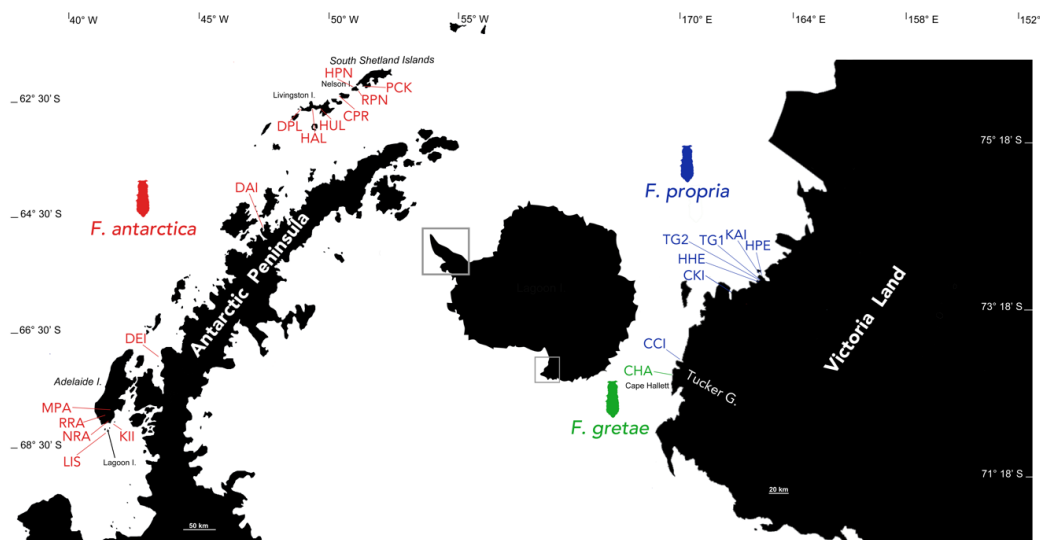 40° W 45° W 50° W 55° W 170° E 164° E 158° E 152°
South Shetland Islands
HPN
Nelson I.
PCK
RPN
Livingston I.
62° 30' S
CPR
DPL
HUL
HAL
75° 18' S
F. propria
DAI
64° 30' S
F. antarctica
Antarctic Peninsula
TG2
TG1
KAI
HPE
HHE
CKI
Lagoon I.
73° 18' S
Victoria Land
66° 30' S
DEI
CCI
CHA
Cape Hallett
Tucker G.
Adelaide I.
MPA
RRA
NRA
KII
F. gretae
68° 30' S
LIS
Lagoon I.
71° 18' S
20 km
50 km